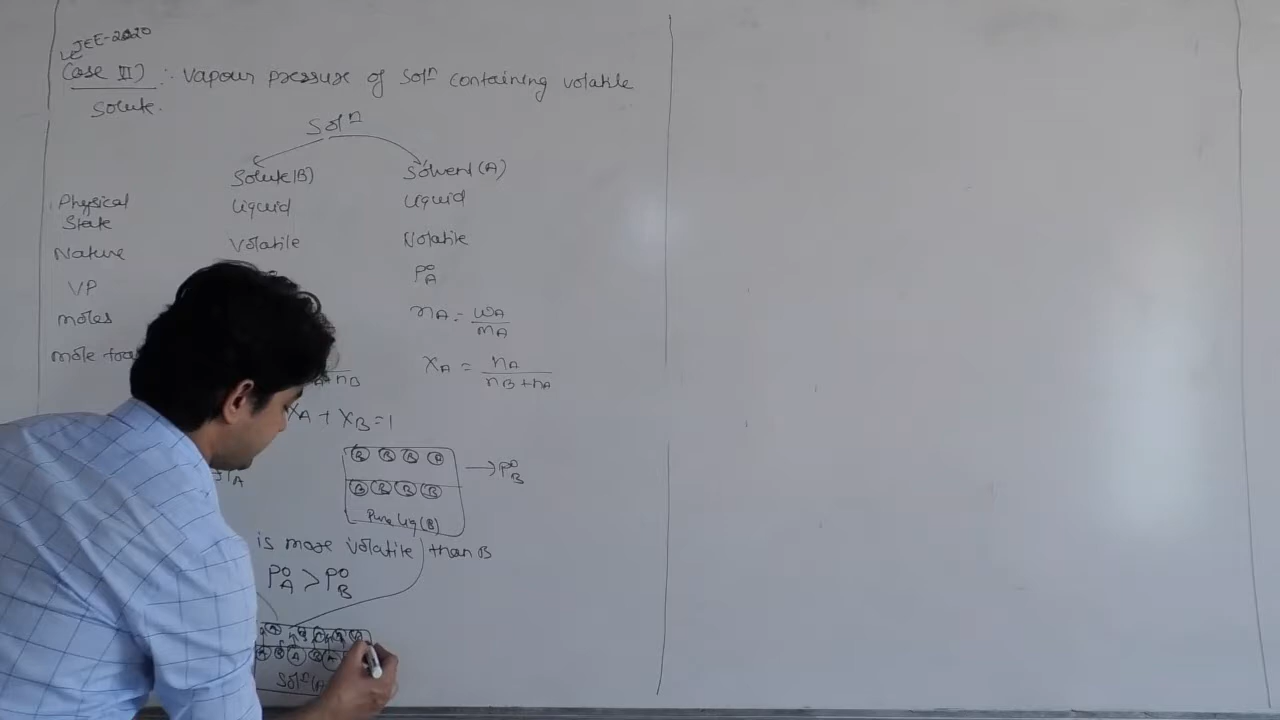 JEE-2020
Case III) :- Vapour pressure of Solⁿ containing volatile
Solute.
Solⁿ
Solute(B) Solvent(A)
Physical State Liquid Liquid
Nature Volatile Volatile
VP P°A
moles nA = wA/mA
mole XA = nA/(nB + nA)
+nB
XA + XB = 1
B B B B → P°B
B B B B
Pure Liq(B)
is more volatile than B
P°A > P°B
Solⁿ(A